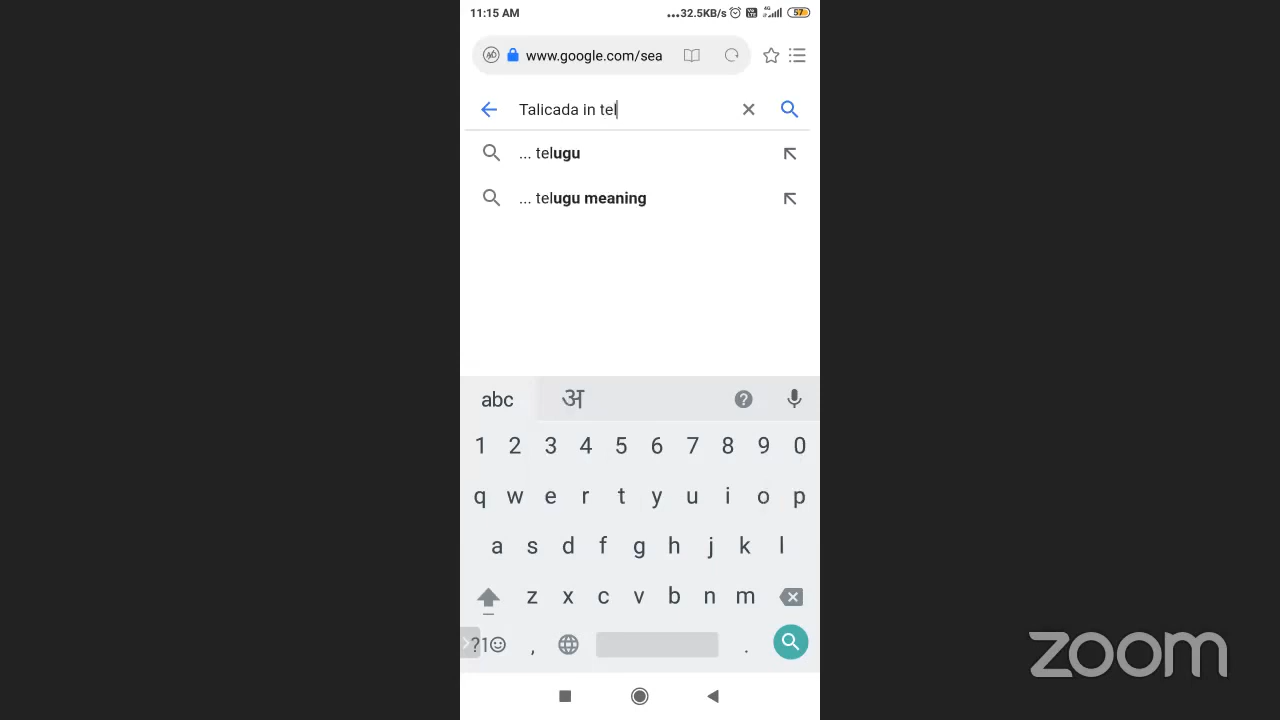 11:15 AM
...32.5KB/s 4G 57
www.google.com/sea
Talicada in tel
... telugu
... telugu meaning
abc अ
1 2 3 4 5 6 7 8 9 0
q w e r t y u i o p
a s d f g h j k l
z x c v b n m
?1☺ , .
zoom